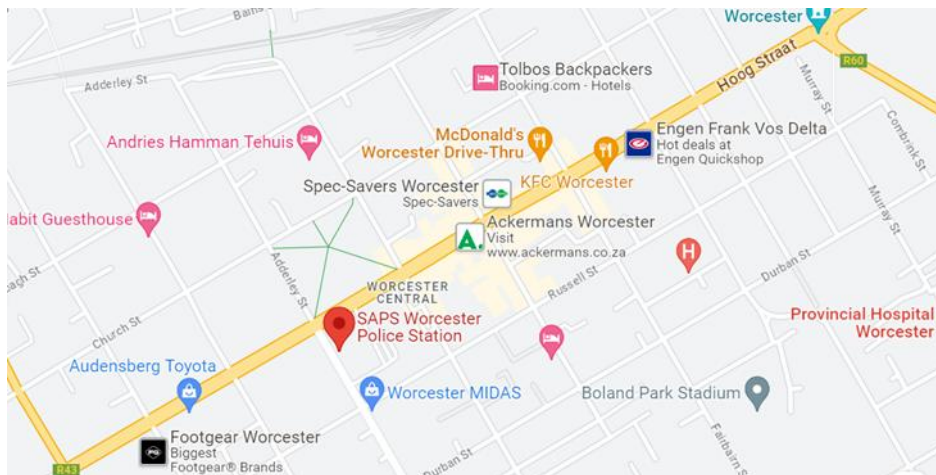 Worcester
Bains
Hoog Straat
R60
Adderley St
Tolbos Backpackers
Booking.com - Hotels
Murray St
Combrink St
Andries Hamman Tehuis
McDonald's
Worcester Drive-Thru
Engen Frank Vos Delta
Hot deals at
Engen Quickshop
KFC Worcester
Spec-Savers Worcester
Spec-Savers
Murray St
abit Guesthouse
Ackermans Worcester
Visit
www.ackermans.co.za
A.
H
Adderley St
Church St
Durban St
Russell St
WORCESTER
CENTRAL
SAPS Worcester
Police Station
Provincial Hospital
Worcester
Audensberg Toyota
Worcester MIDAS
Boland Park Stadium
Footgear Worcester
Biggest
Footgear® Brands
Durban St
Fairbairn St
R43